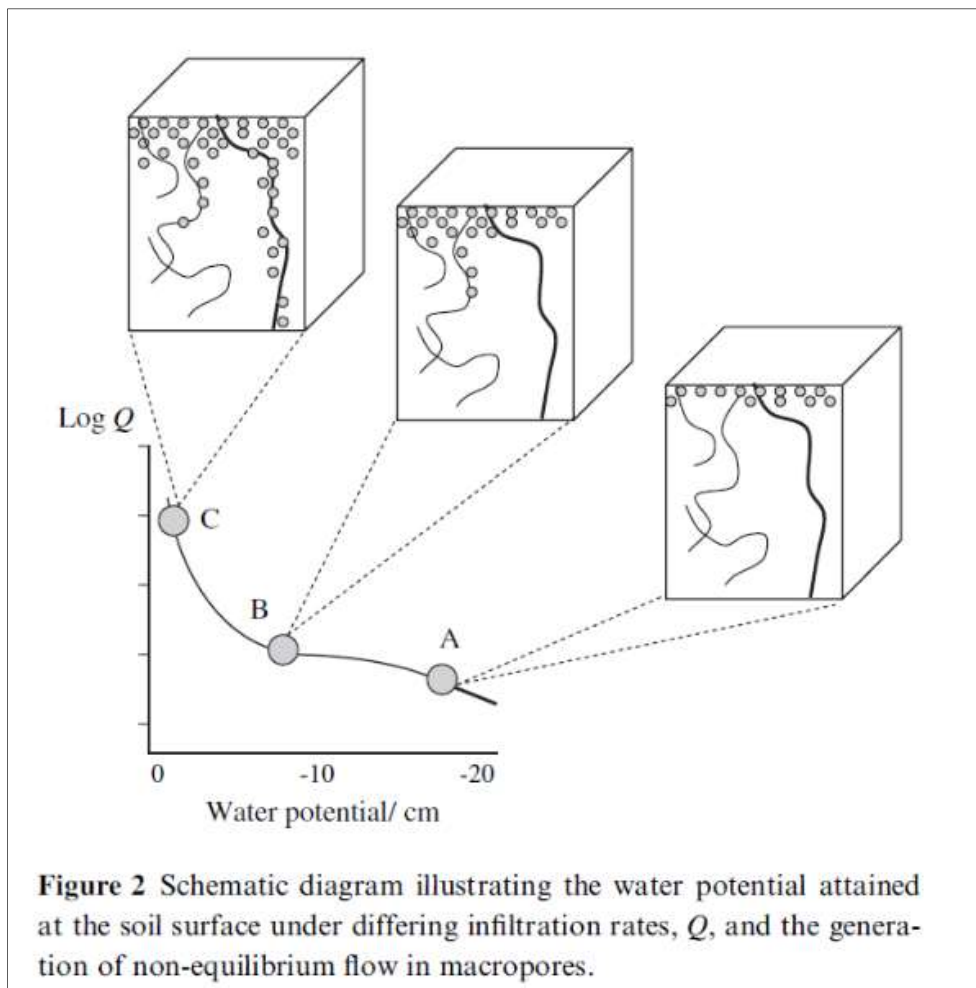 Log Q
C
B
A
0
-10
-20
Water potential/ cm
Figure 2 Schematic diagram illustrating the water potential attained
at the soil surface under differing infiltration rates, Q, and the genera-
tion of non-equilibrium flow in macropores.